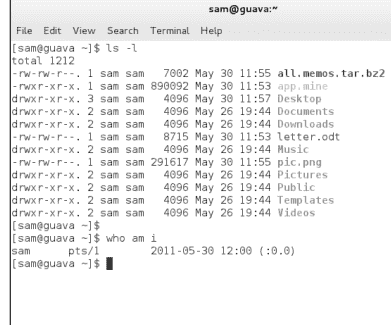 sam@guava:~
File Edit View Search Terminal Help
[sam@guava ~]$ ls -l
total 1212
-rw-rw-r--. 1 sam sam 7002 May 30 11:55 all.memos.tar.bz2
-rwxr-xr-x. 1 sam sam 890092 May 30 11:53 app.mine
drwxr-xr-x. 3 sam sam 4096 May 30 11:57 Desktop
drwxr-xr-x. 2 sam sam 4096 May 26 19:44 Documents
drwxr-xr-x. 2 sam sam 4096 May 26 19:44 Downloads
-rw-rw-r--. 1 sam sam 8715 May 30 11:53 letter.odt
drwxr-xr-x. 2 sam sam 4096 May 26 19:44 Music
-rw-rw-r--. 1 sam sam 291617 May 30 11:55 pic.png
drwxr-xr-x. 2 sam sam 4096 May 26 19:44 Pictures
drwxr-xr-x. 2 sam sam 4096 May 26 19:44 Public
drwxr-xr-x. 2 sam sam 4096 May 26 19:44 Templates
drwxr-xr-x. 2 sam sam 4096 May 26 19:44 Videos
[sam@guava ~]$
[sam@guava ~]$ who am i
sam pts/1 2011-05-30 12:00 (:0.0)
[sam@guava ~]$